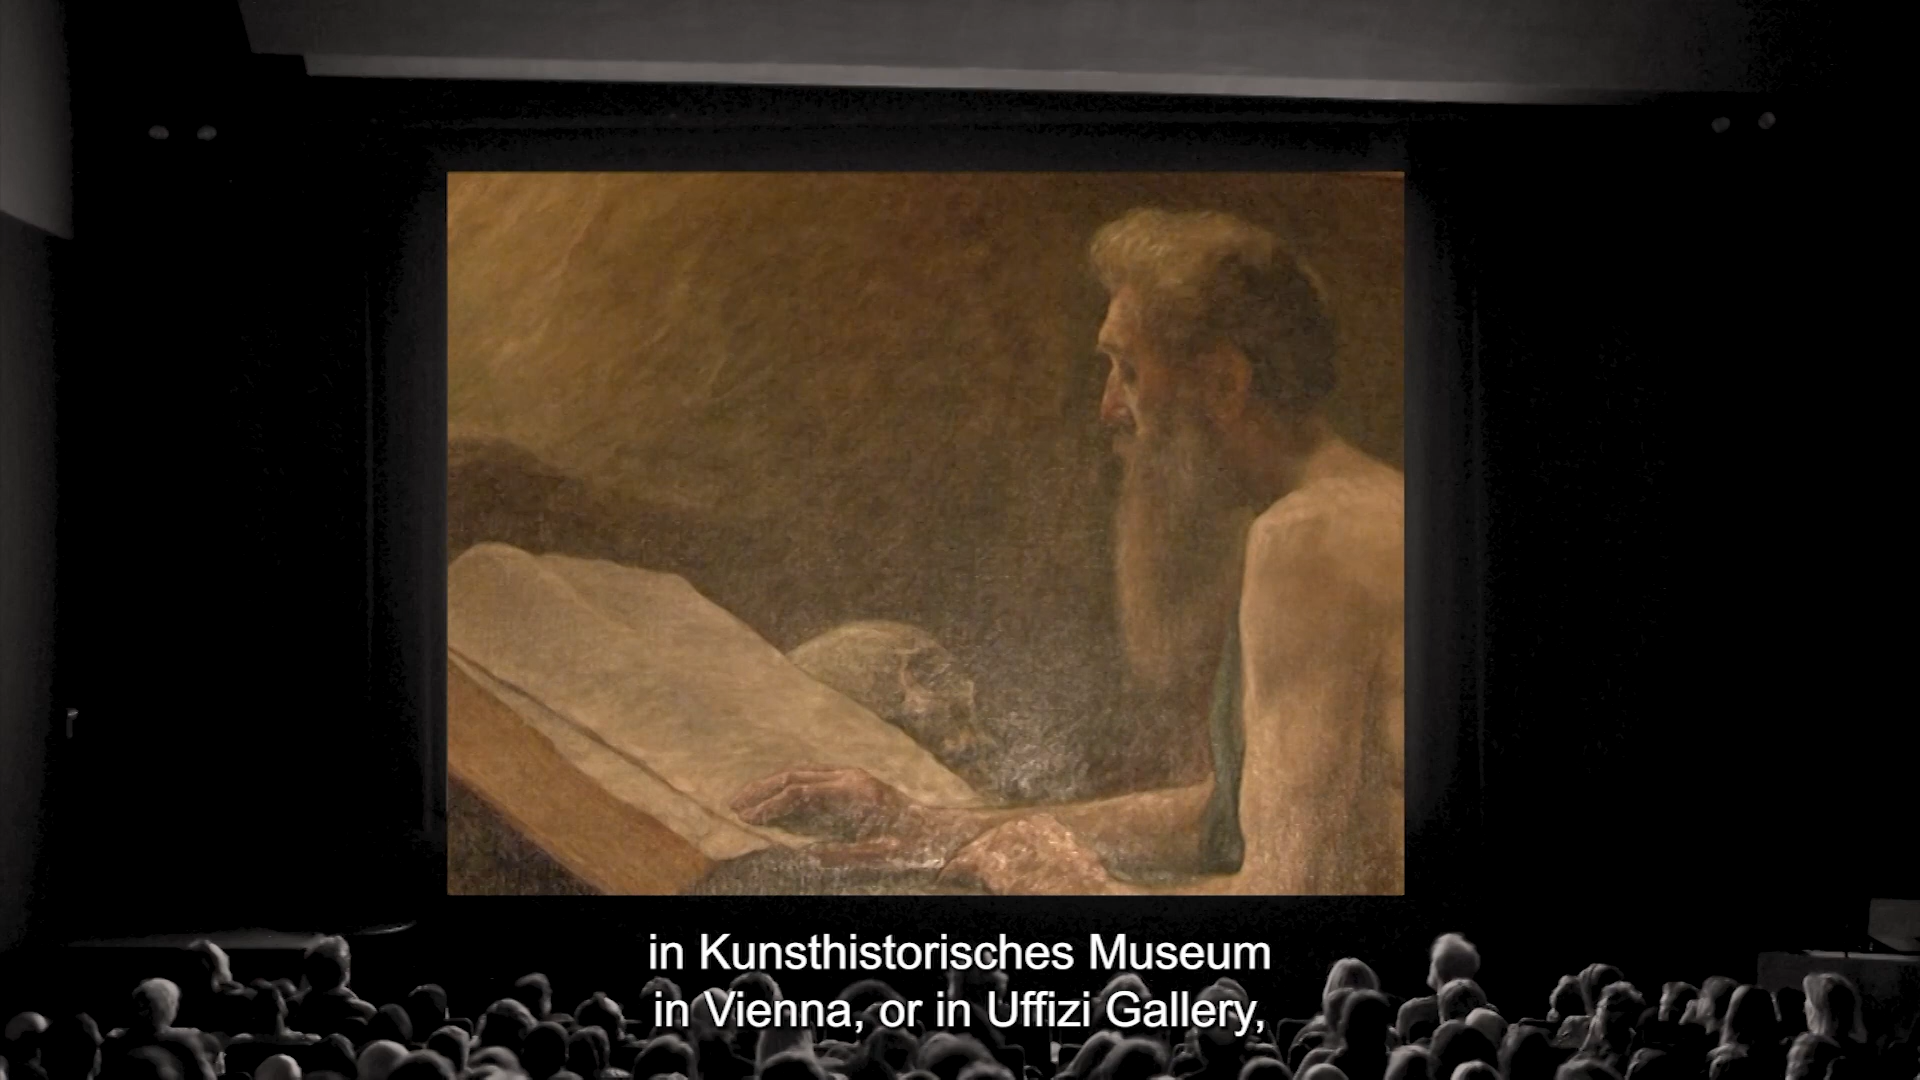 in Kunsthistorisches Museum
in Vienna, or in Uffizi Gallery,